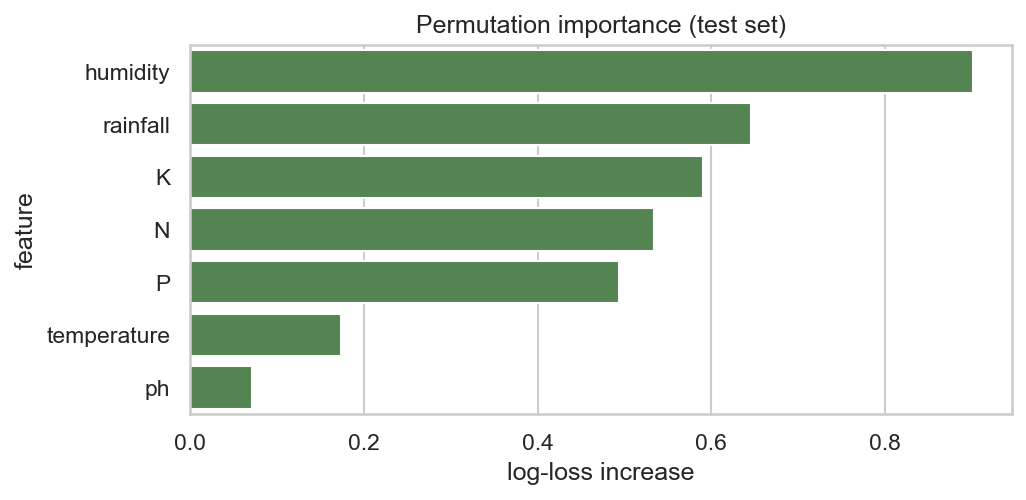 Permutation importance (test set)
humidity
rainfall
K
N
P
temperature
ph
feature
0.0 0.2 0.4 0.6 0.8
log-loss increase